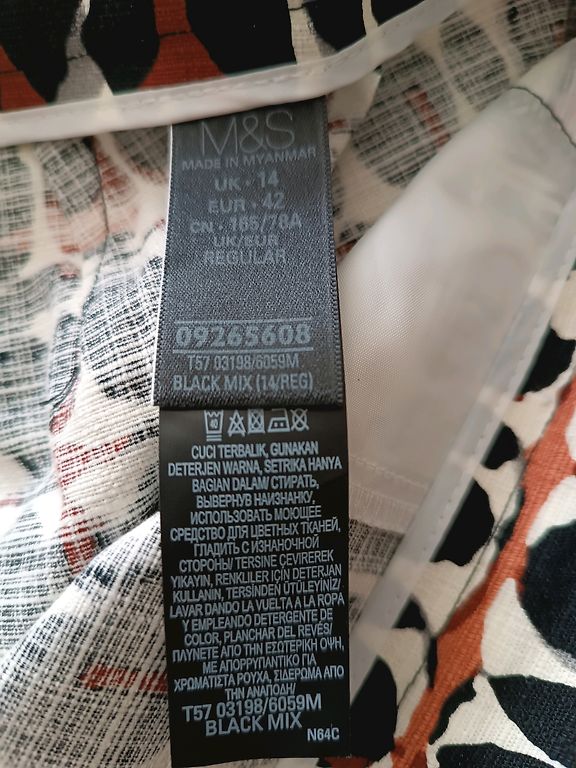 M&S
MADE IN MYANMAR
UK • 14
EUR • 42
CN • 165/70A
UK/EUR
REGULAR
09265608
T57 03198/6059M
BLACK MIX (14/REG)
40
CUCI TERBALIK, GUNAKAN
DETERJEN WARNA, SETRIKA HANYA
BAGIAN DALAM/ СТИРАТЬ,
ВЫВЕРНУВ НАИЗНАНКУ,
ИСПОЛЬЗОВАТЬ МОЮЩЕЕ
СРЕДСТВО ДЛЯ ЦВЕТНЫХ ТКАНЕЙ,
ГЛАДИТЬ С ИЗНАНОЧНОЙ
СТОРОНЫ/ TERSINE ÇEVIREREK
YIKAYIN, RENKLILER IÇIN DETERJAN
KULLANIN, TERSINDEN ÜTÜLEYINIZ/
LAVAR DANDO LA VUELTA A LA ROPA
Y EMPLEANDO DETERGENTE DE
COLOR, PLANCHAR DEL REVÉS/
ΠΛΥΝΕΤΕ ΑΠΟ ΤΗΝ ΕΣΩΤΕΡΙΚΗ ΟΨΗ,
ΜΕ ΑΠΟΡΡΥΠΑΝΤΙΚΟ ΓΙΑ
ΧΡΩΜΑΤΙΣΤΑ ΡΟΥΧΑ, ΣΙΔΕΡΩΜΑ ΑΠΟ
ΤΗΝ ΑΝΑΠΟΔΗ/
T57 03198/6059M
BLACK MIX
N64C